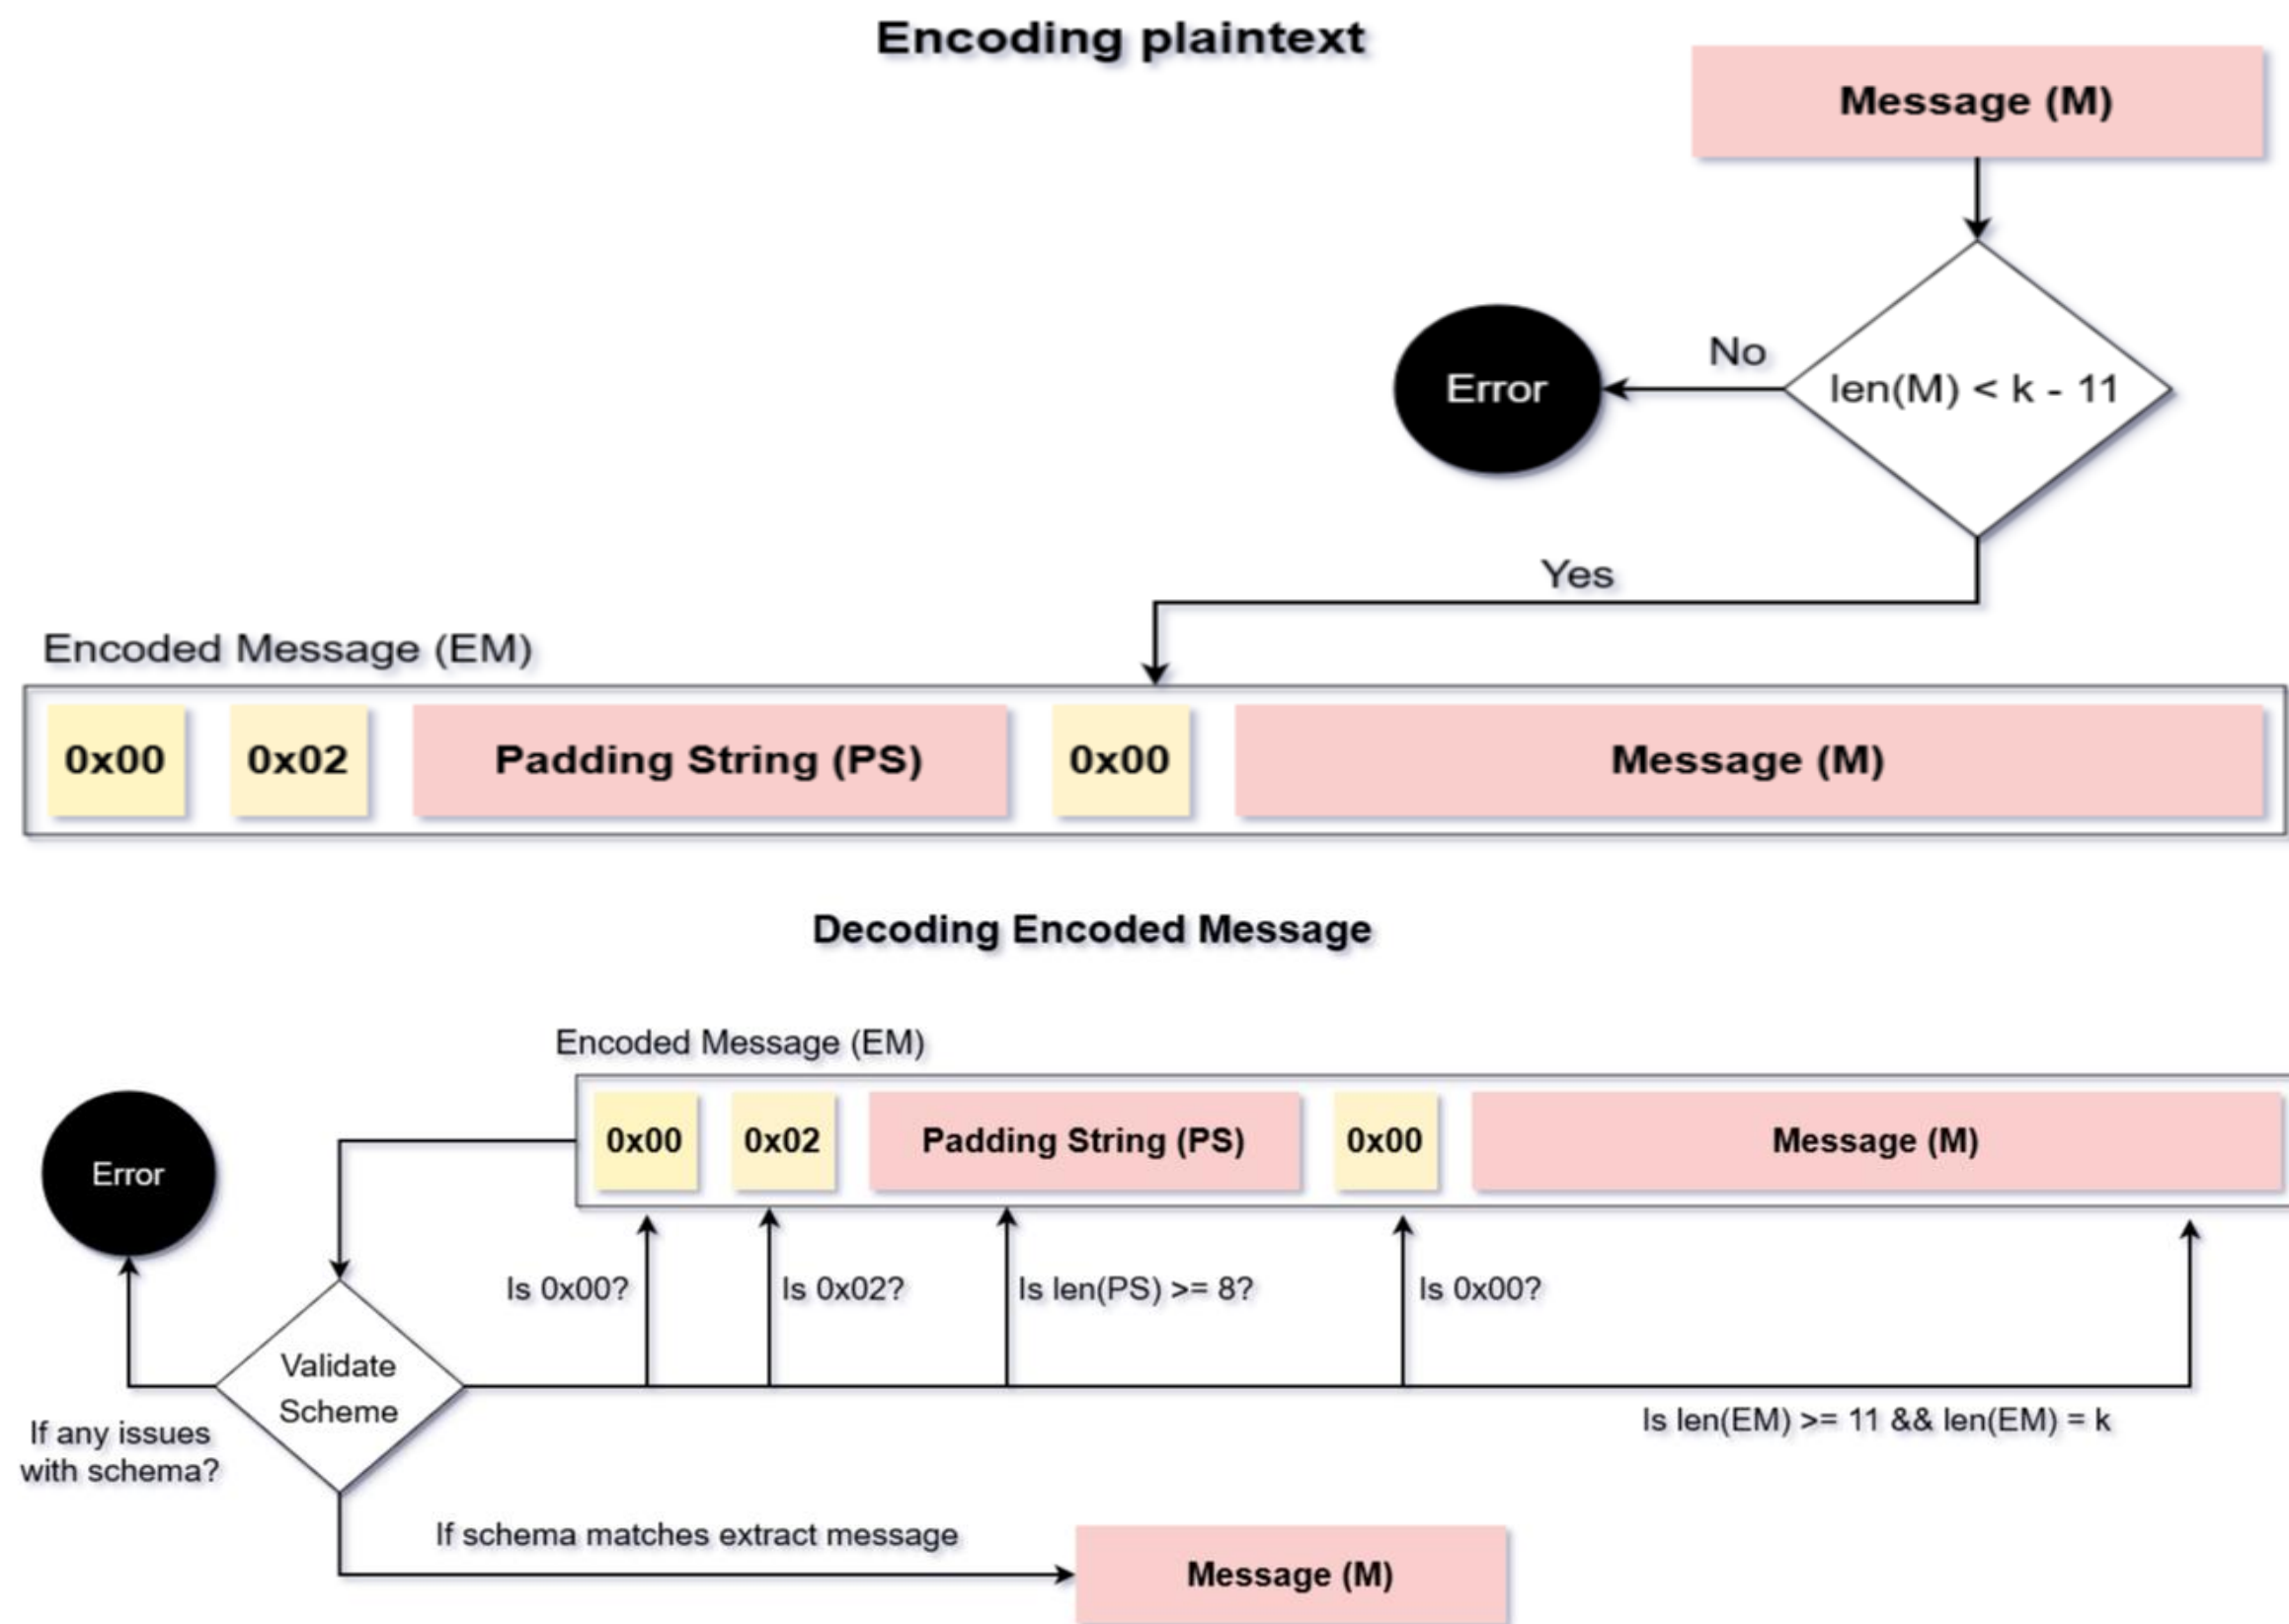 Encoding plaintext
Message (M)
len(M) < k - 11
No
Error
Yes
Encoded Message (EM)
0x00 0x02 Padding String (PS) 0x00 Message (M)
Decoding Encoded Message
Encoded Message (EM)
0x00 0x02 Padding String (PS) 0x00 Message (M)
Error
Is 0x00? Is 0x02? Is len(PS) >= 8? Is 0x00?
Validate
Scheme
Is len(EM) >= 11 && len(EM) = k
If any issues
with schema?
If schema matches extract message
Message (M)